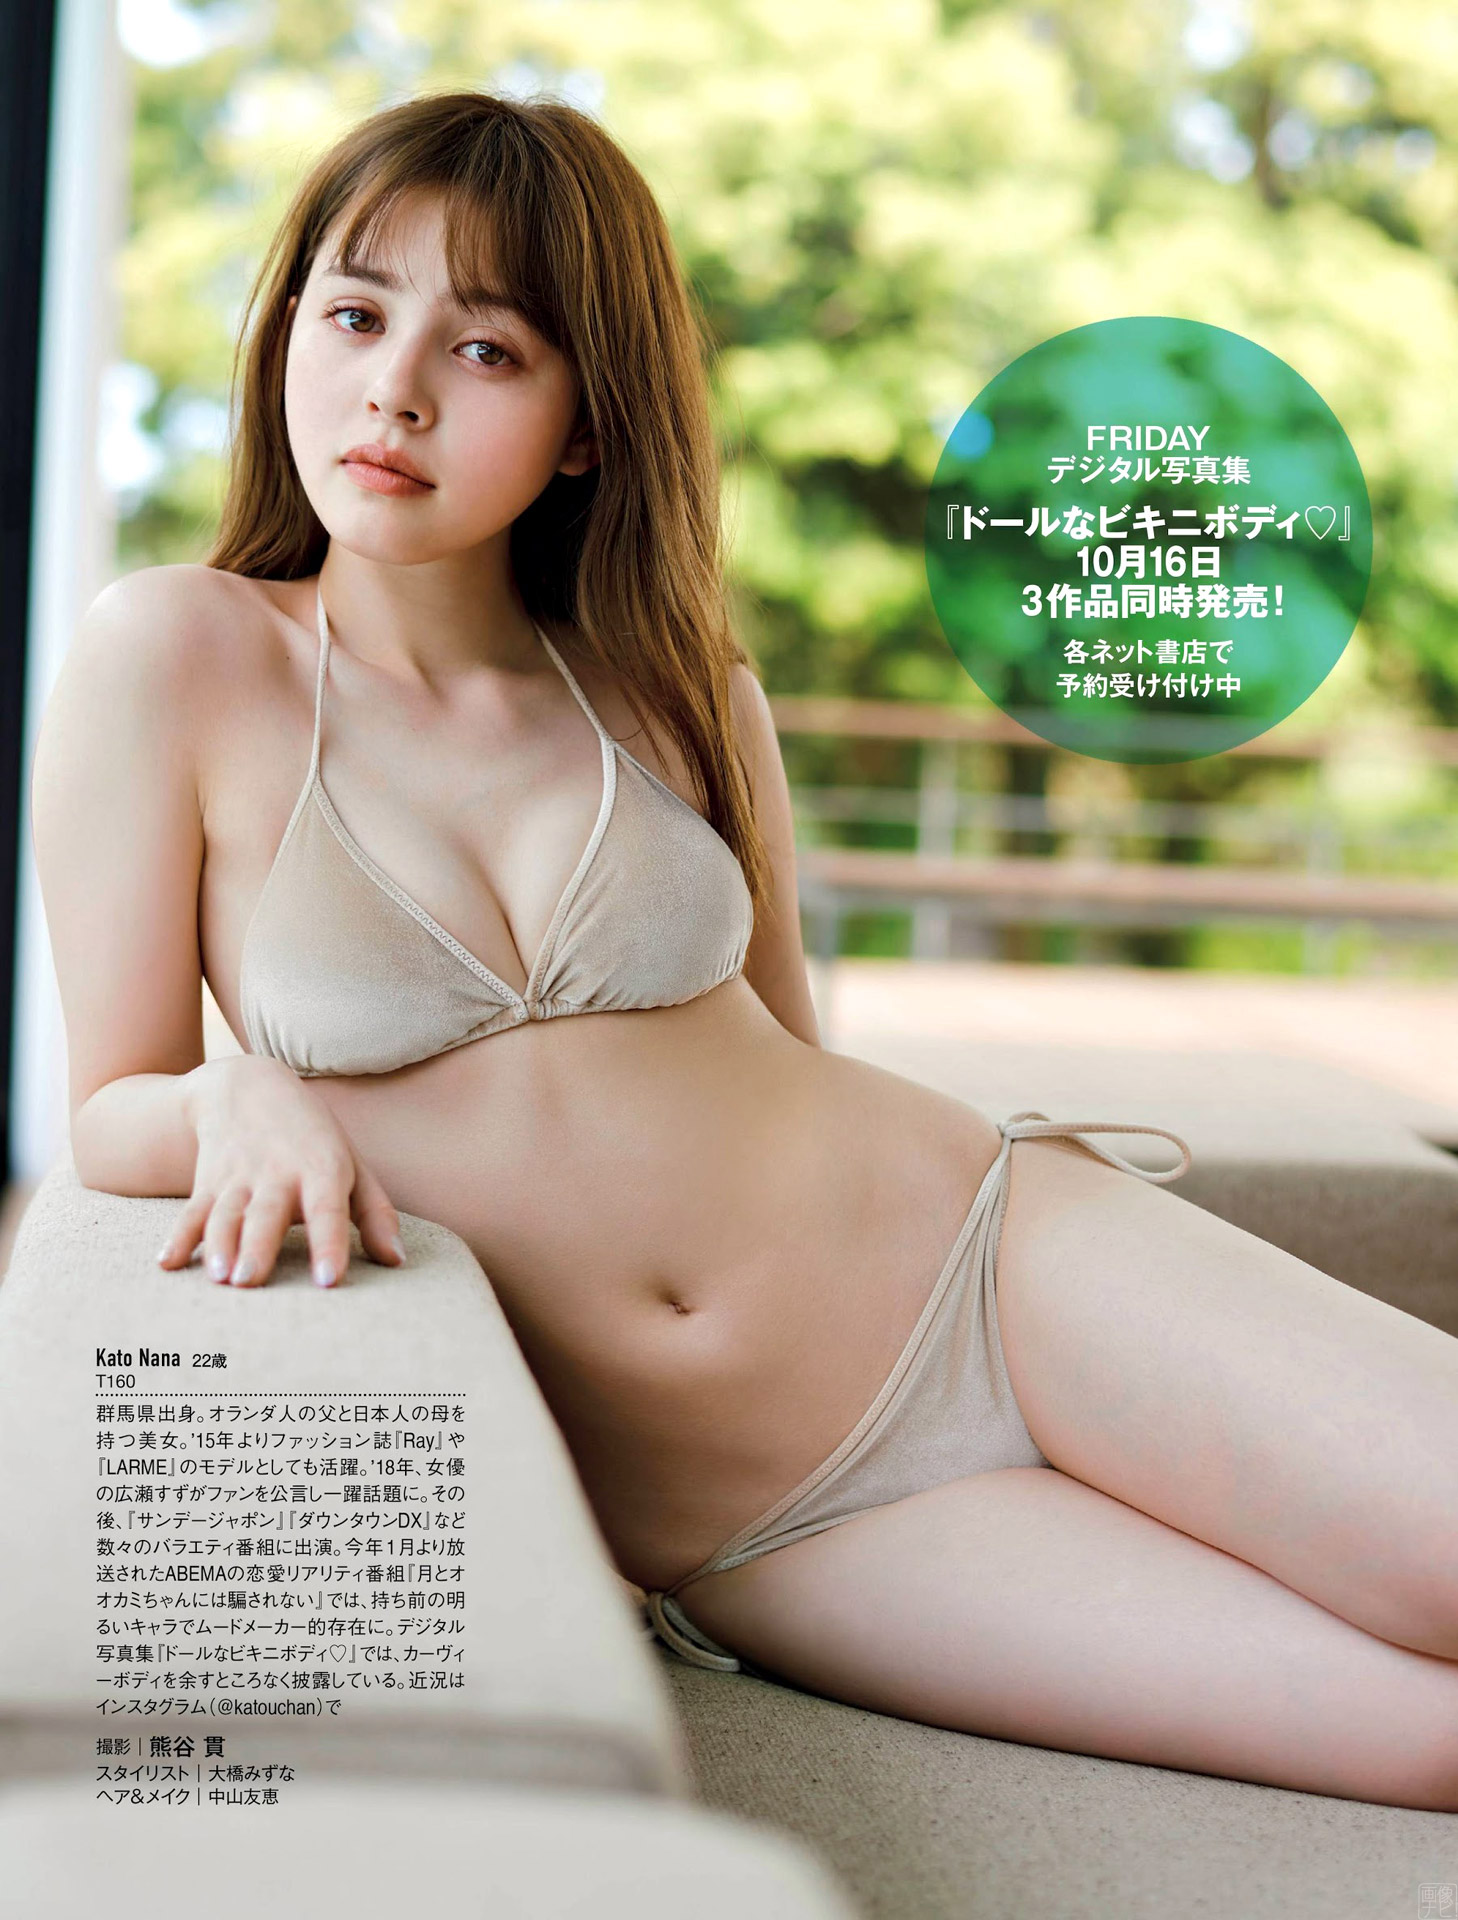 FRIDAY
デジタル写真集
『ドールなビキニボディ♡』
10月16日
3作品同時発売！
各ネット書店で
予約受け付け中
Kato Nana 22歳
T160
群馬県出身。オランダ人の父と日本人の母を
持つ美女。’15年よりファッション誌『Ray』や
『LARME』のモデルとしても活躍。’18年、女優
の広瀬すずがファンを公言し一躍話題に。その
後、『サンデージャポン』『ダウンタウンDX』など
数々のバラエティ番組に出演。今年1月より放
送されたABEMAの恋愛リアリティ番組『月とオ
オカミちゃんには騙されない』では、持ち前の明
るいキャラでムードメーカー的存在に。デジタル
写真集『ドールなビキニボディ♡』では、カーヴィ
ーボディを余すところなく披露している。近況は
インスタグラム（@katouchan）で
撮影｜熊谷 貫
スタイリスト｜大橋みずな
ヘア&メイク｜中山友恵
画像
ナビ